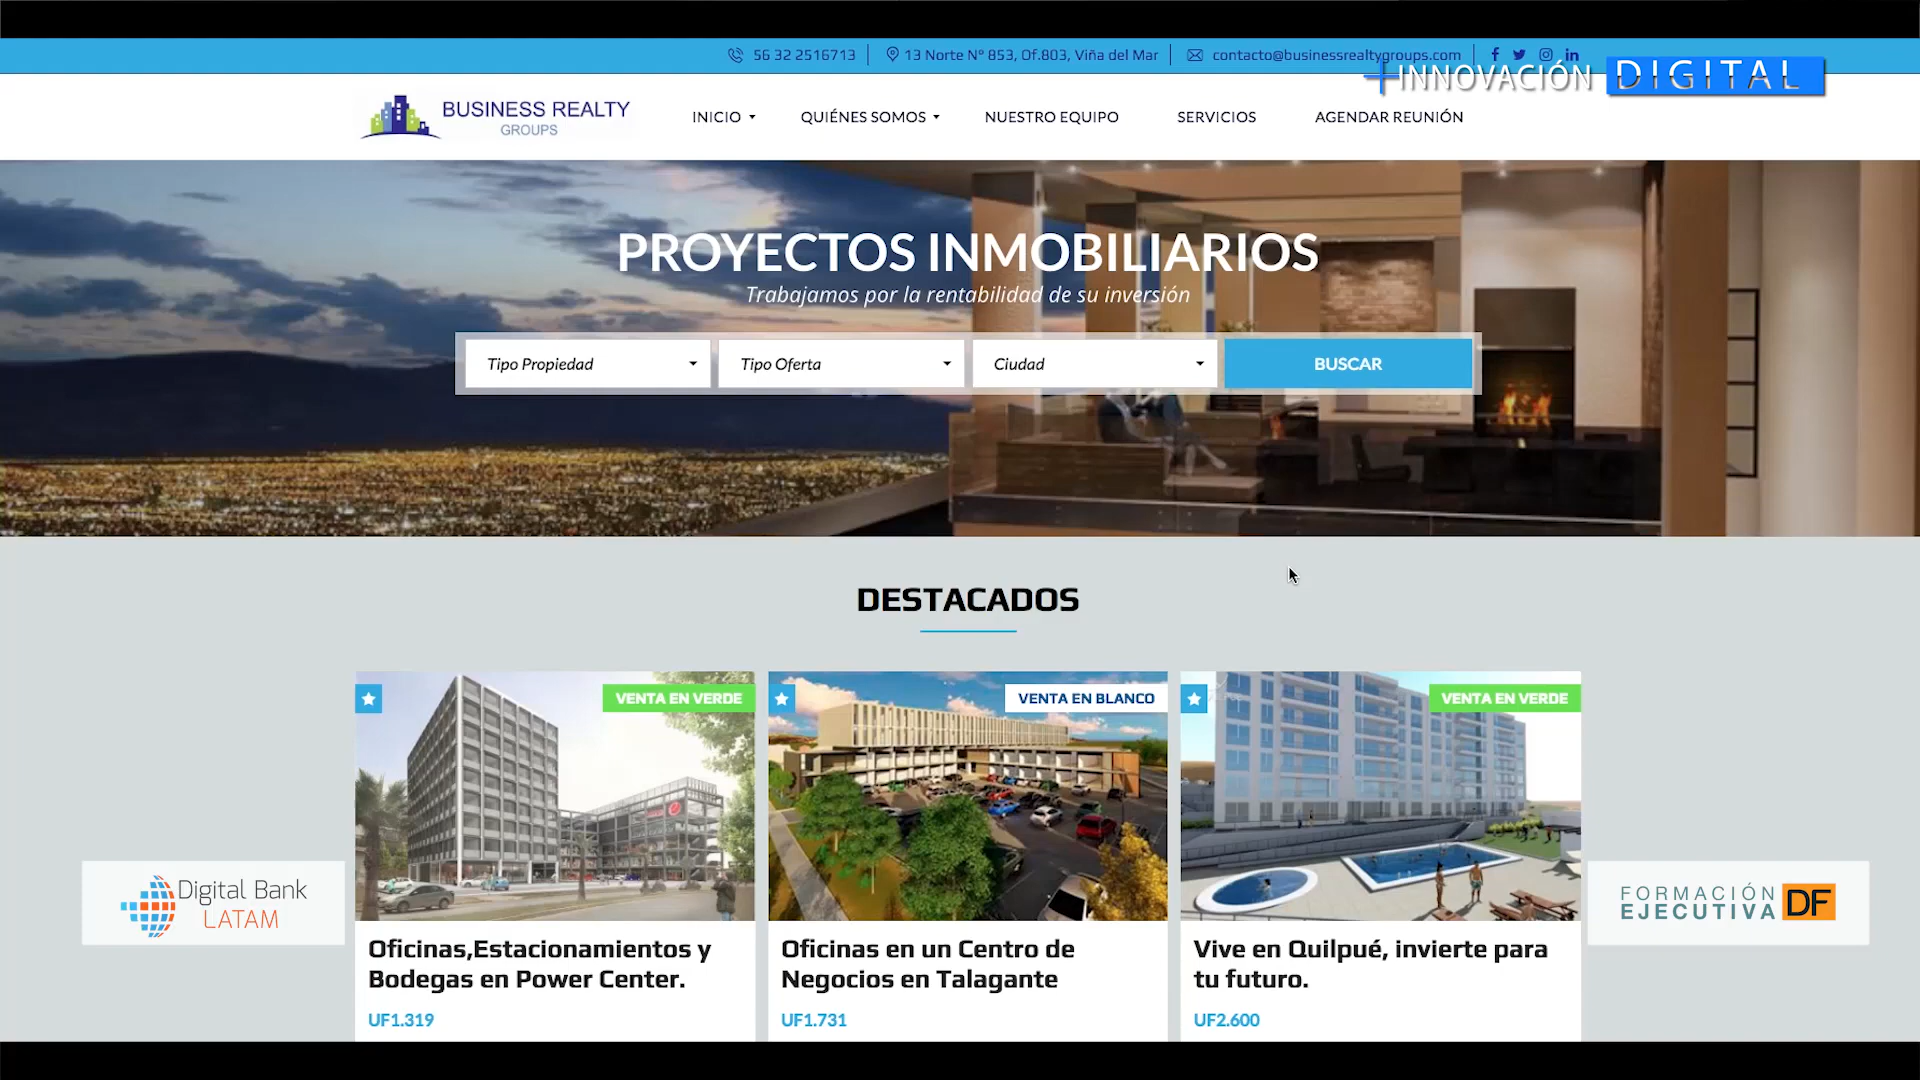 56 32 2516713
13 Norte Nº 853, Of.803, Viña del Mar
contacto@businessrealtygroups.com
+INNOVACIÓN DIGITAL
BUSINESS REALTY
GROUPS
INICIO
QUIÉNES SOMOS
NUESTRO EQUIPO
SERVICIOS
AGENDAR REUNIÓN
PROYECTOS INMOBILIARIOS
Trabajamos por la rentabilidad de su inversión
Tipo Propiedad
Tipo Oferta
Ciudad
BUSCAR
DESTACADOS
VENTA EN VERDE
VENTA EN BLANCO
VENTA EN VERDE
Digital Bank
LATAM
FORMACIÓN
EJECUTIVA DF
Oficinas,Estacionamientos y
Bodegas en Power Center.
UF1.319
Oficinas en un Centro de
Negocios en Talagante
UF1.731
Vive en Quilpué, invierte para
tu futuro.
UF2.600